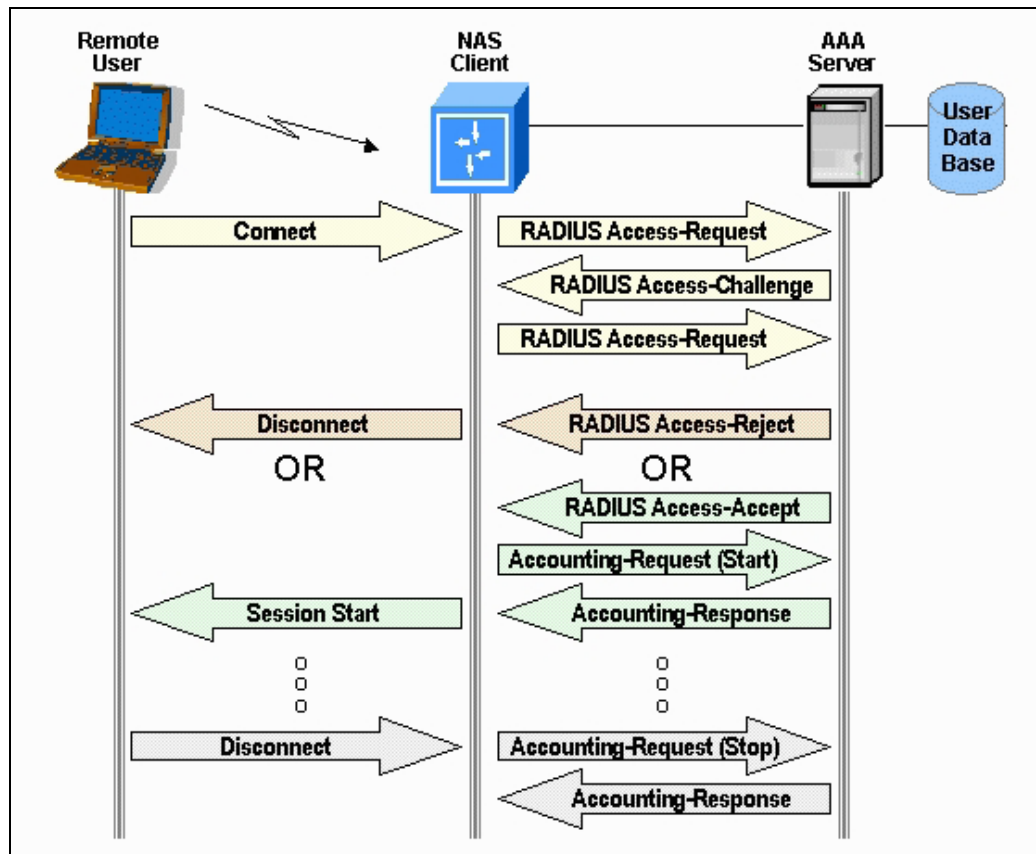 Remote
User
NAS
Client
AAA
Server
User
Data
Base
Connect
RADIUS Access-Request
RADIUS Access-Challenge
RADIUS Access-Request
Disconnect
RADIUS Access-Reject
OR
OR
RADIUS Access-Accept
Accounting-Request (Start)
Session Start
Accounting-Response
Disconnect
Accounting-Request (Stop)
Accounting-Response